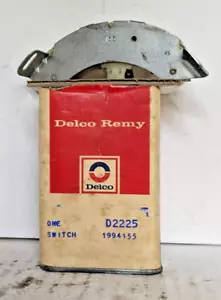 Delco Remy
Delco
ONE D2225
SWITCH 1994155